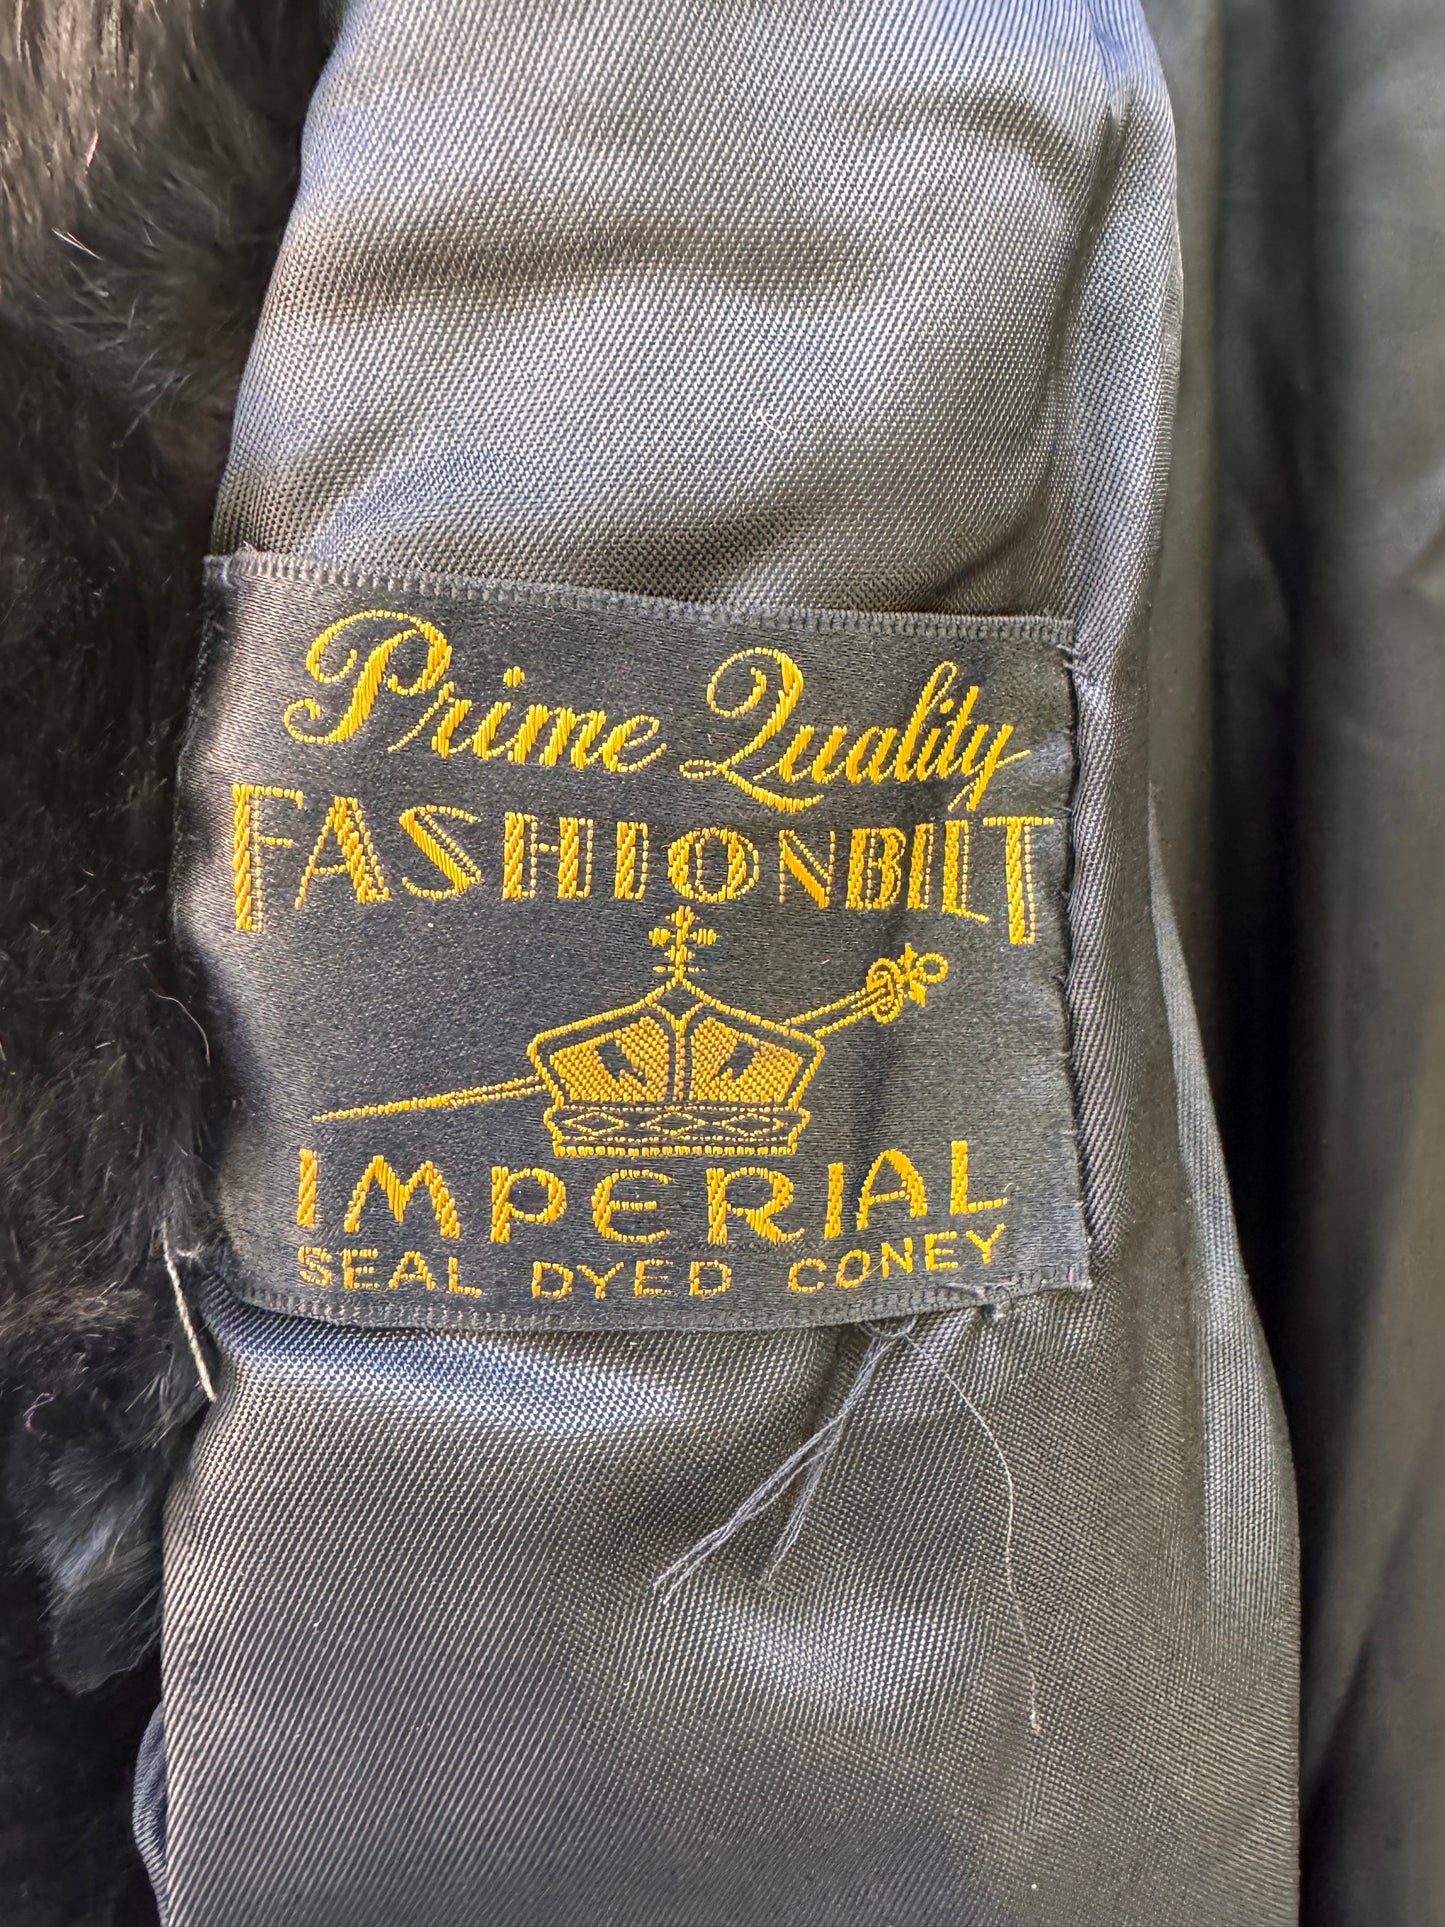 Prime Quality
FASHIONBILT
IMPERIAL
SEAL DYED CONEY